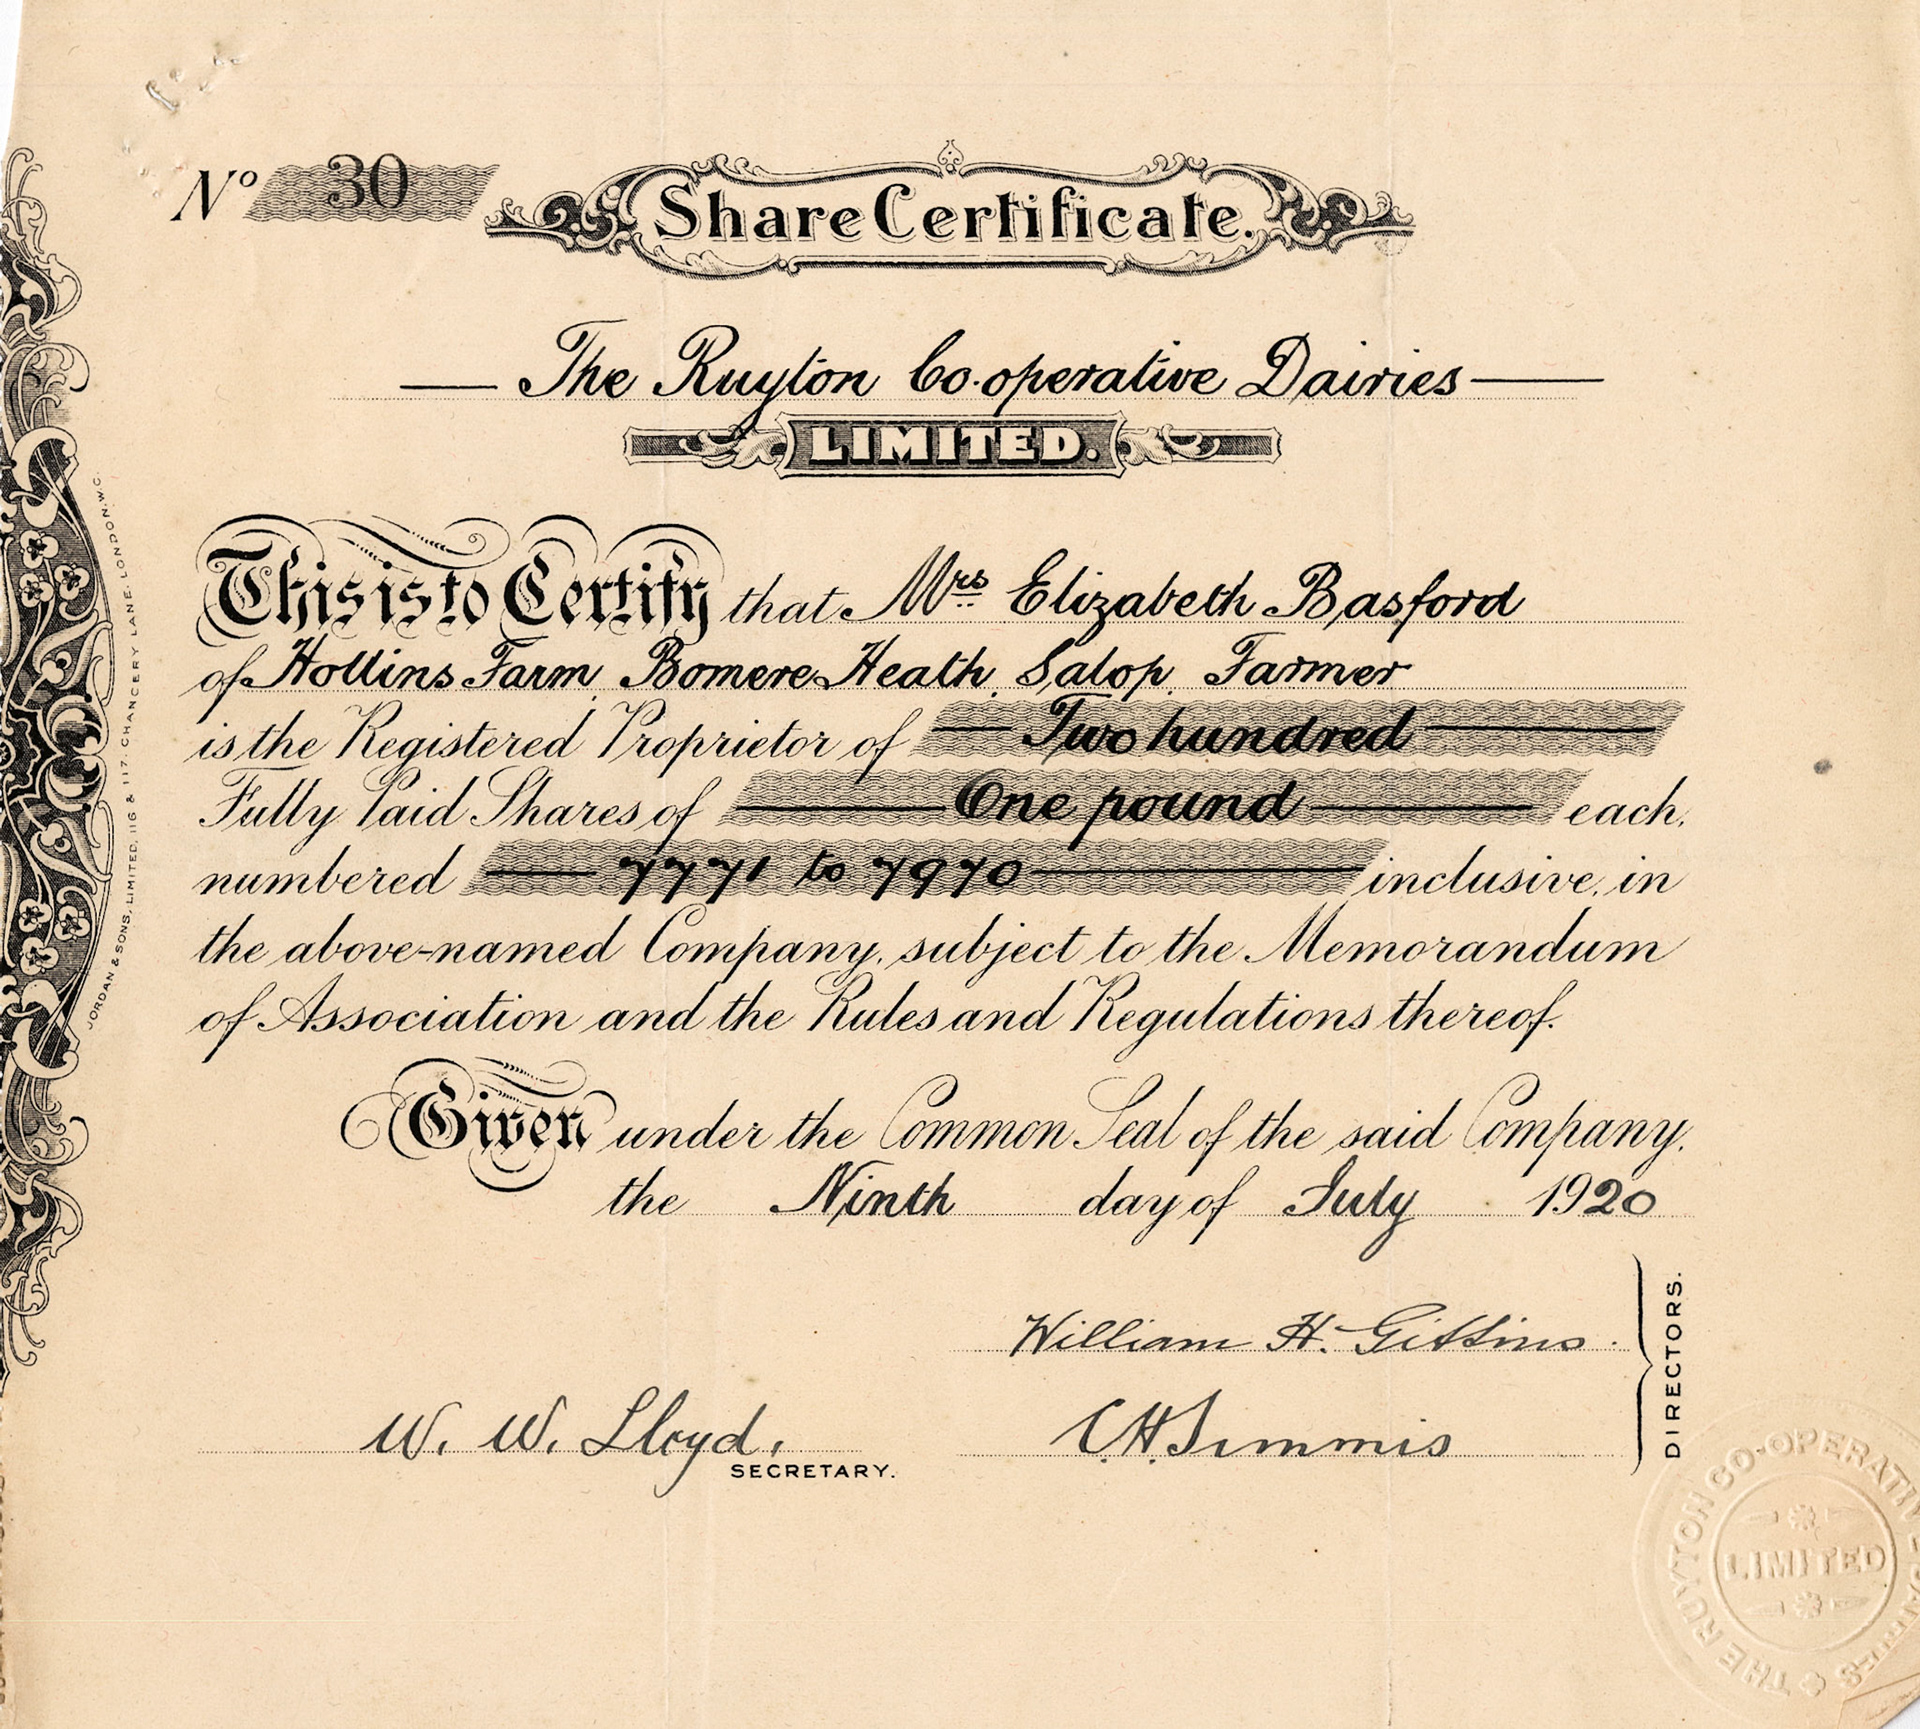 No 30 Share Certificate.
The Ruyton Co-operative Dairies
LIMITED.
This is to Certify that Mrs Elizabeth Basford
of Hollins Farm, Bomere Heath, Salop, Farmer
is the Registered Proprietor of Two hundred
Fully Paid Shares of One pound each,
numbered 7771 to 7970 inclusive, in
the above-named Company, subject to the Memorandum
of Association and the Rules and Regulations thereof.
Given under the Common Seal of the said Company,
the Ninth day of July 1920
William H. Gittins.
W. W. Lloyd.
SECRETARY.
C.H. Simmis
DIRECTORS.
JORDAN & SONS, LIMITED, 116 & 117, CHANCERY LANE, LONDON, W.C.
THE RUYTON CO-OPERATIVE DAIRIES
LIMITED